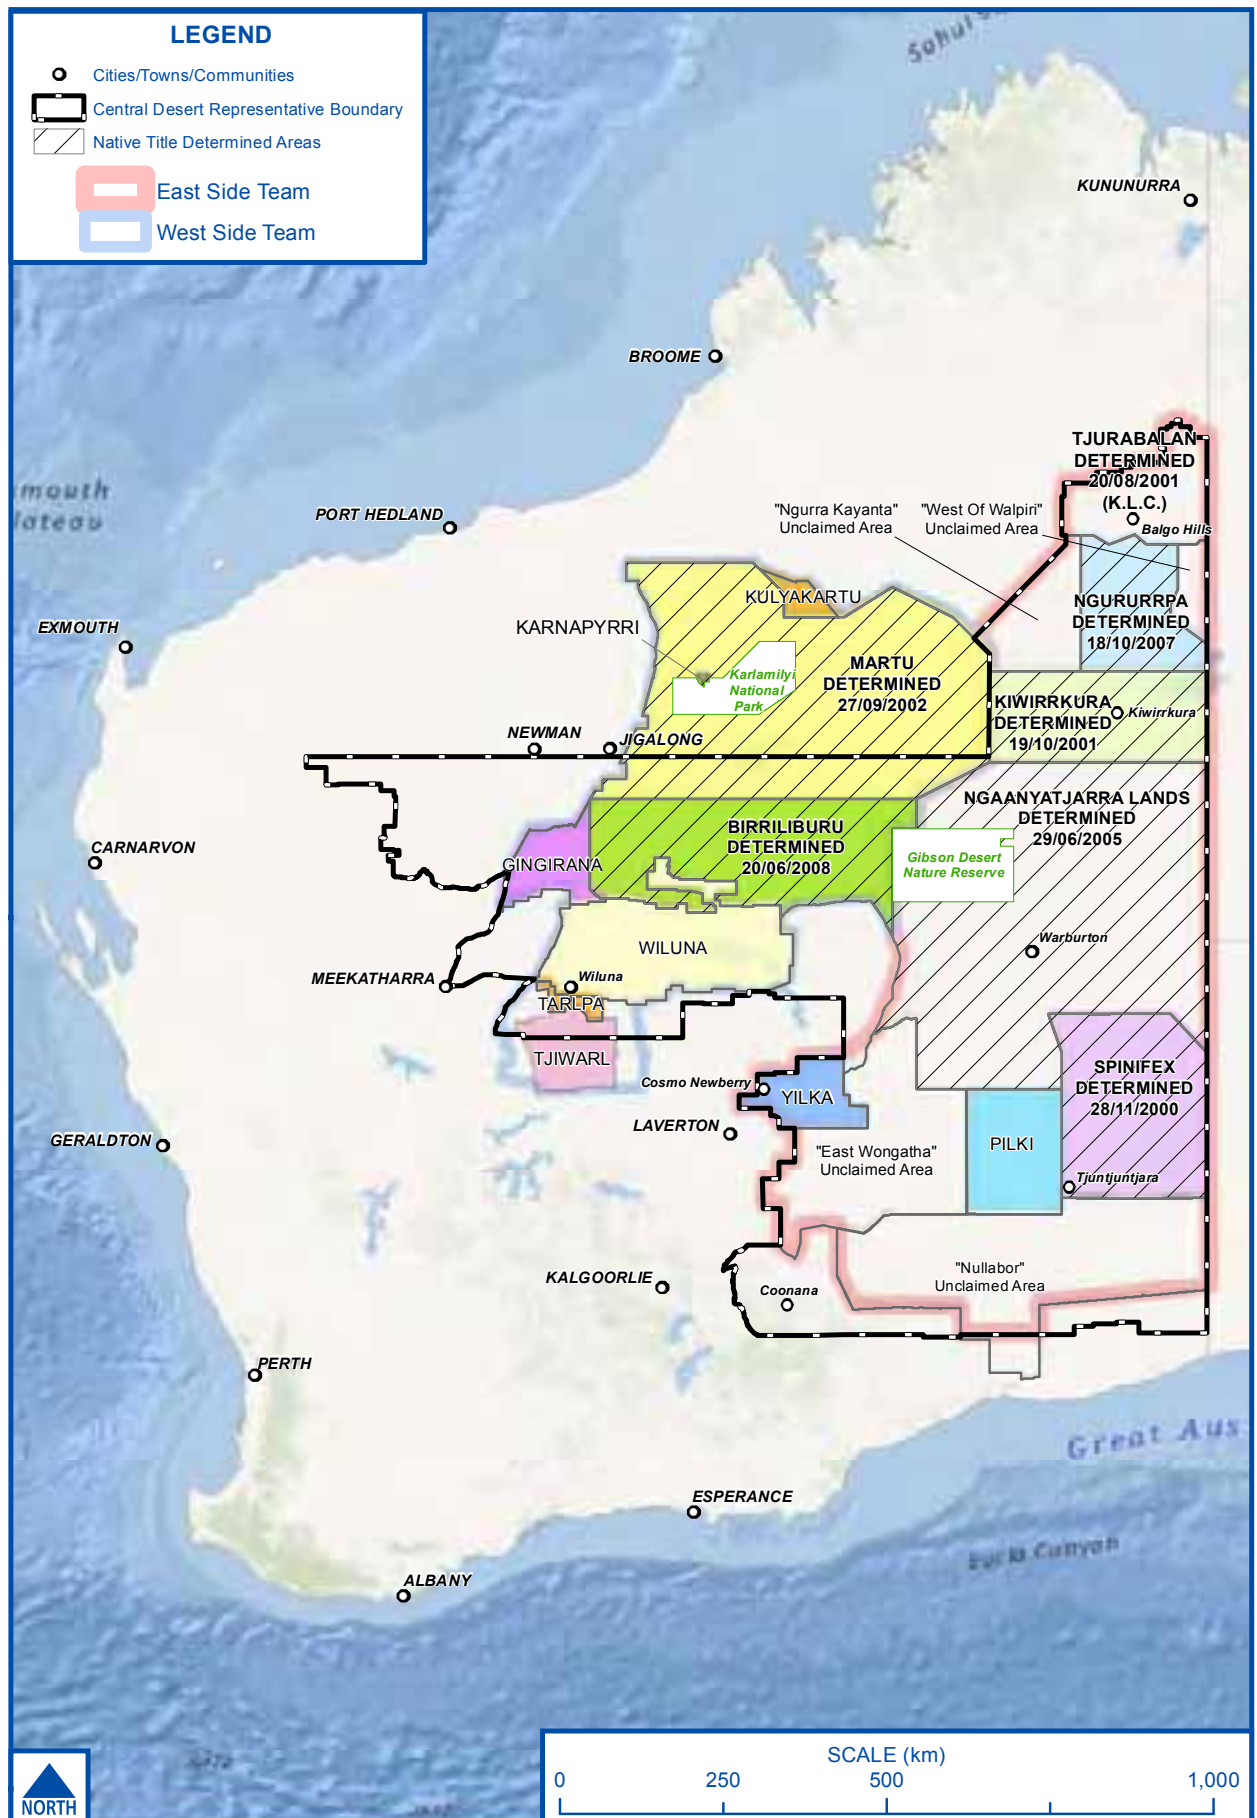 LEGEND
Cities/Towns/Communities
Central Desert Representative Boundary
Native Title Determined Areas
East Side Team
West Side Team
KUNUNURRA
BROOME
TJURABALAN
DETERMINED
20/08/2001
(K.L.C.)
Balgo Hills
"Ngurra Kayanta"
Unclaimed Area
"West Of Walpiri"
Unclaimed Area
mouth
lateau
PORT HEDLAND
KULYAKARTU
NGURURRPA
DETERMINED
18/10/2007
EXMOUTH
KARNAPYRRI
MARTU
DETERMINED
27/09/2002
Karlamilyi
National
Park
KIWIRRKURA
DETERMINED
19/10/2001
Kiwirrkura
NEWMAN
JIGALONG
NGAANYATJARRA LANDS
DETERMINED
29/06/2005
BIRRILIBURU
DETERMINED
20/06/2008
CARNARVON
GINGIRANA
Gibson Desert
Nature Reserve
WILUNA
Warburton
MEEKATHARRA
Wiluna
TARLPA
TJIWARL
SPINIFEX
DETERMINED
28/11/2000
Cosmo Newberry
YILKA
LAVERTON
GERALDTON
"East Wongatha"
Unclaimed Area
PILKI
Tjuntjuntjara
KALGOORLIE
Coonana
"Nullabor"
Unclaimed Area
PERTH
Great Aus
ESPERANCE
Canyon
ALBANY
NORTH
SCALE (km)
0 250 500 1,000